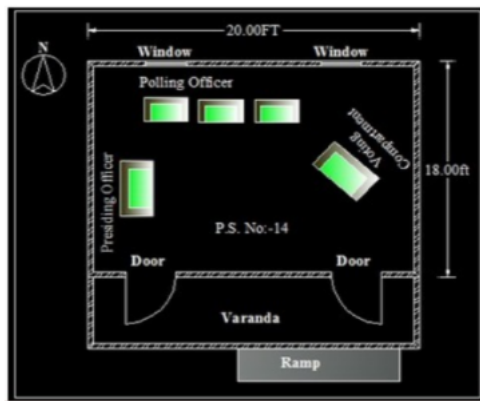 20.00FT
N
Window
Window
Polling Officer
Voting
Compartment
18.00ft
Presiding Officer
P.S. No:-14
Door
Door
Varanda
Ramp